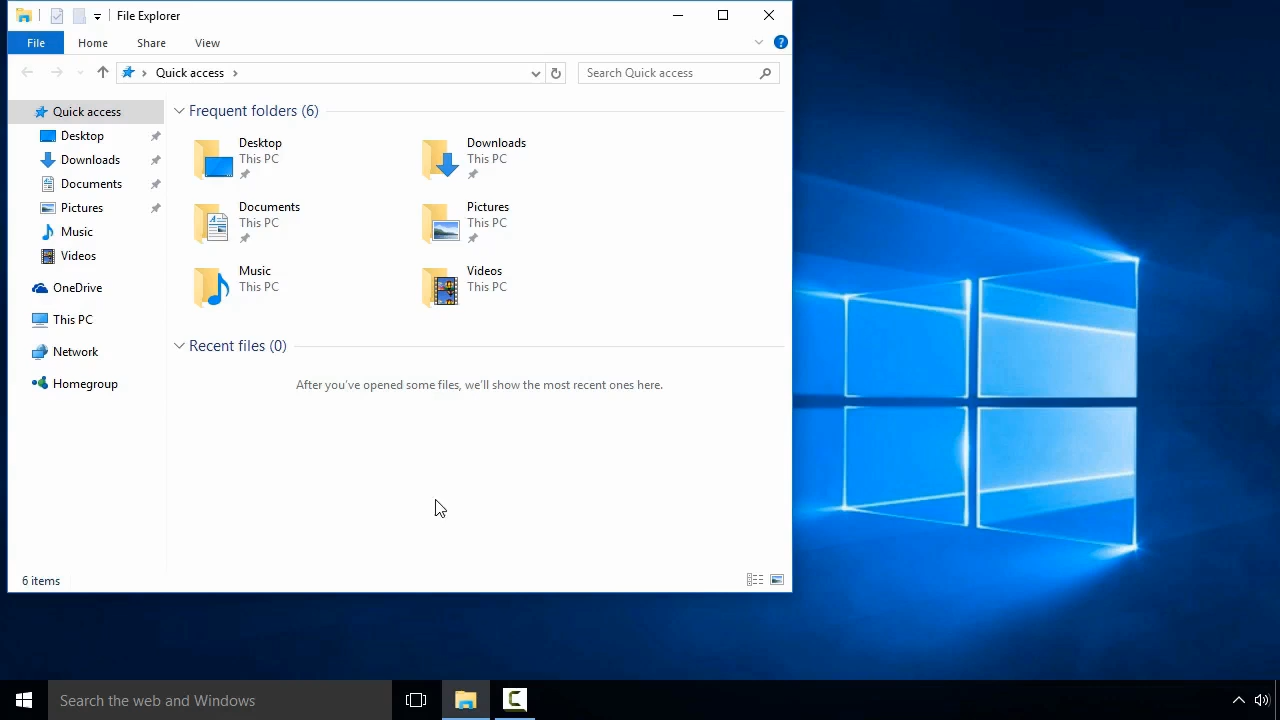 File Explorer
File Home Share View
Quick access
Search Quick access
Quick access
Desktop
Downloads
Documents
Pictures
Music
Videos
OneDrive
This PC
Network
Homegroup
Frequent folders (6)
Desktop
This PC
Downloads
This PC
Documents
This PC
Pictures
This PC
Music
This PC
Videos
This PC
Recent files (0)
After you've opened some files, we'll show the most recent ones here.
6 items
Search the web and Windows